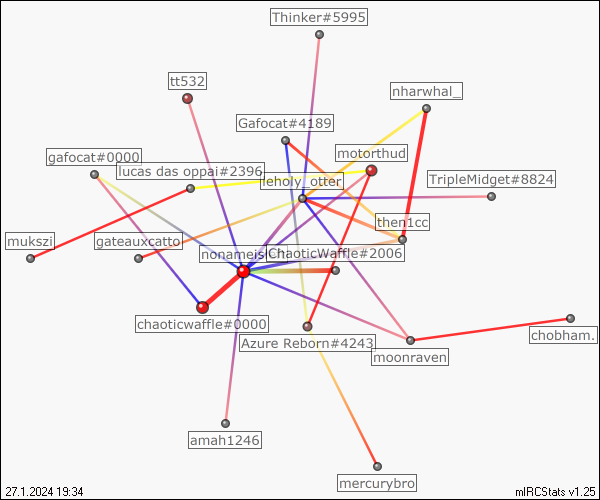 Thinker#5995
tt532
nharwhal_
Gafocat#4189
motorthud
gafocat#0000
lucas das oppai#2396
leholy_otter
TripleMidget#8824
then1cc
mukszi
gateauxcatto
ChaoticWaffle#2006
chaoticwaffle#0000
Azure Reborn#4243
moonraven
chobham.
amah1246
mercurybro
27.1.2024 19:34
mIRCStats v1.25